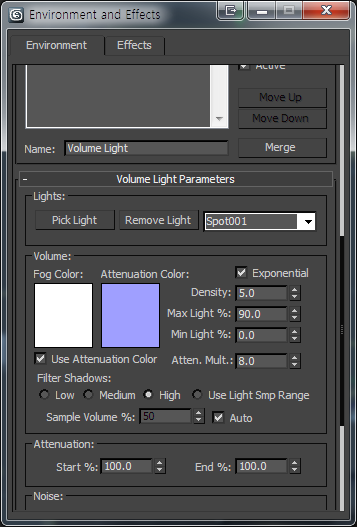 Environment and Effects
Environment Effects
Active
Move Up
Move Down
Name: Volume Light Merge
- Volume Light Parameters
Lights:
Pick Light Remove Light Spot001
Volume:
Fog Color: Attenuation Color: Exponential
Density: 5.0
Max Light %: 90.0
Min Light %: 0.0
Use Attenuation Color Atten. Mult.: 8.0
Filter Shadows:
Low Medium High Use Light Smp Range
Sample Volume %: 50 Auto
Attenuation:
Start %: 100.0 End %: 100.0
Noise: